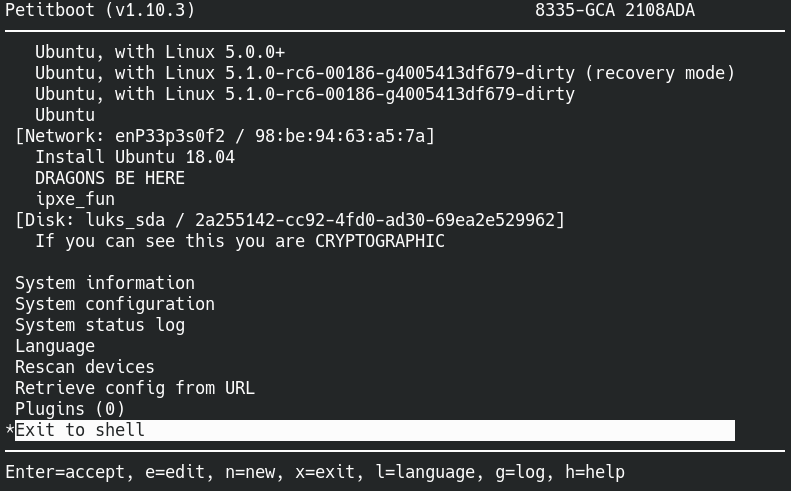 Petitboot (v1.10.3) 8335-GCA 2108ADA
Ubuntu, with Linux 5.0.0+
Ubuntu, with Linux 5.1.0-rc6-00186-g4005413df679-dirty (recovery mode)
Ubuntu, with Linux 5.1.0-rc6-00186-g4005413df679-dirty
Ubuntu
[Network: enP33p3s0f2 / 98:be:94:63:a5:7a]
Install Ubuntu 18.04
DRAGONS BE HERE
ipxe_fun
[Disk: luks_sda / 2a255142-cc92-4fd0-ad30-69ea2e529962]
If you can see this you are CRYPTOGRAPHIC
System information
System configuration
System status log
Language
Rescan devices
Retrieve config from URL
Plugins (0)
*Exit to shell
Enter=accept, e=edit, n=new, x=exit, l=language, g=log, h=help